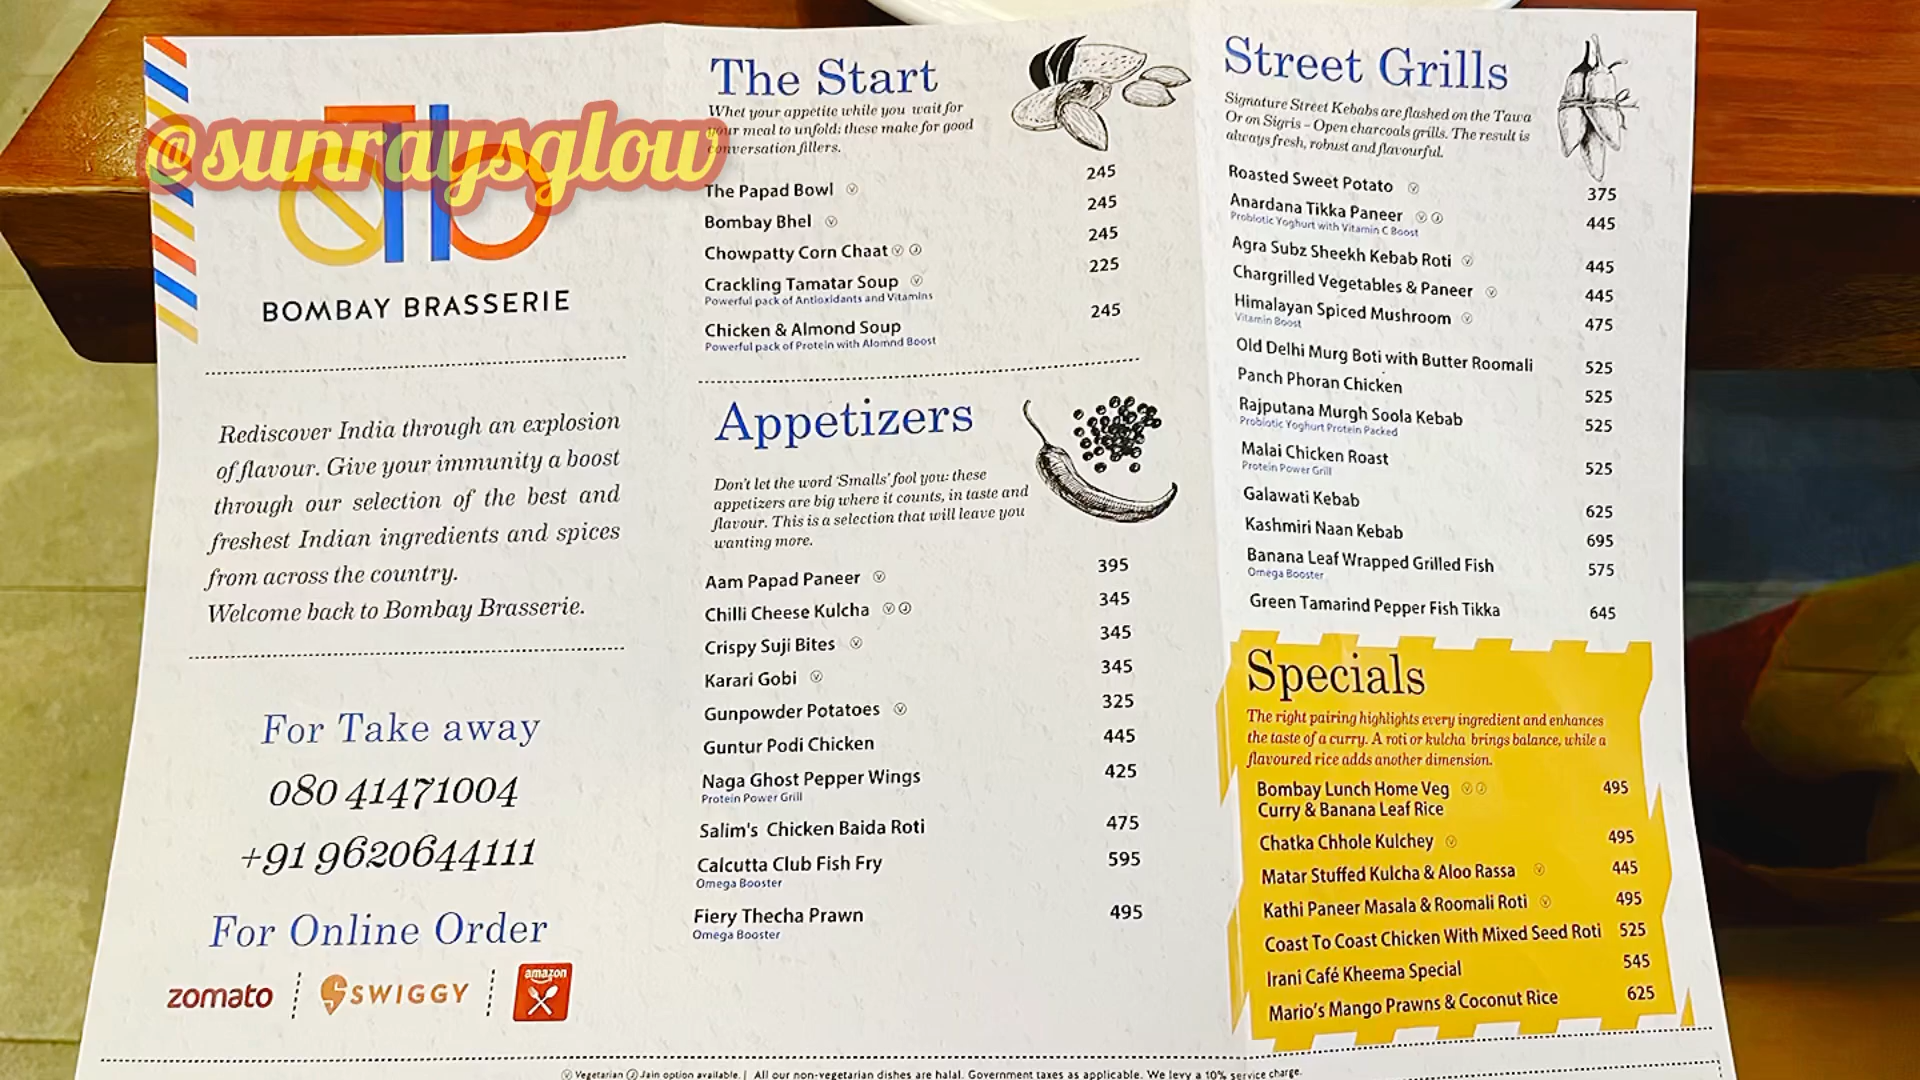 @sunraysglow
BOMBAY BRASSERIE
Rediscover India through an explosion
of flavour. Give your immunity a boost
through our selection of the best and
freshest Indian ingredients and spices
from across the country.
Welcome back to Bombay Brasserie.
For Take away
080 41471004
+91 9620644111
For Online Order
zomato
SWIGGY
amazon
The Start
Whet your appetite while you wait for
your meal to unfold: these make for good
conversation fillers.
The Papad Bowl Ⓥ 245
Bombay Bhel Ⓥ 245
Chowpatty Corn Chaat Ⓥ Ⓙ 245
Crackling Tamatar Soup Ⓥ 225
Powerful pack of Antioxidants and Vitamins
Chicken & Almond Soup 245
Powerful pack of Protein with Alomnd Boost
Appetizers
Don't let the word 'Smalls' fool you: these
appetizers are big where it counts, in taste and
flavour. This is a selection that will leave you
wanting more.
Aam Papad Paneer Ⓥ 395
Chilli Cheese Kulcha Ⓥ Ⓙ 345
Crispy Suji Bites Ⓥ 345
Karari Gobi Ⓥ 345
Gunpowder Potatoes Ⓥ 325
Guntur Podi Chicken 445
Naga Ghost Pepper Wings 425
Protein Power Grill
Salim's Chicken Baida Roti 475
Calcutta Club Fish Fry 595
Omega Booster
Fiery Thecha Prawn 495
Omega Booster
Street Grills
Signature Street Kebabs are flashed on the Tawa
Or on Sigris – Open charcoals grills. The result is
always fresh, robust and flavourful.
Roasted Sweet Potato Ⓥ 375
Anardana Tikka Paneer Ⓥ Ⓙ 445
Probiotic Yoghurt with Vitamin C Boost
Agra Subz Sheekh Kebab Roti Ⓥ 445
Chargrilled Vegetables & Paneer Ⓥ 445
Himalayan Spiced Mushroom Ⓥ 475
Vitamin Boost
Old Delhi Murg Boti with Butter Roomali 525
Panch Phoran Chicken 525
Rajputana Murgh Soola Kebab 525
Probiotic Yoghurt Protein Packed
Malai Chicken Roast 525
Protein Power Grill
Galawati Kebab 625
Kashmiri Naan Kebab 695
Banana Leaf Wrapped Grilled Fish 575
Omega Booster
Green Tamarind Pepper Fish Tikka 645
Specials
The right pairing highlights every ingredient and enhances
the taste of a curry. A roti or kulcha brings balance, while a
flavoured rice adds another dimension.
Bombay Lunch Home Veg Ⓥ Ⓙ 495
Curry & Banana Leaf Rice
Chatka Chhole Kulchey Ⓥ 495
Matar Stuffed Kulcha & Aloo Rassa Ⓥ 445
Kathi Paneer Masala & Roomali Roti Ⓥ 495
Coast To Coast Chicken With Mixed Seed Roti 525
Irani Café Kheema Special 545
Mario's Mango Prawns & Coconut Rice 625
Ⓥ Vegetarian Ⓙ Jain option available. | All our non-vegetarian dishes are halal. Government taxes as applicable. We levy a 10% service charge.